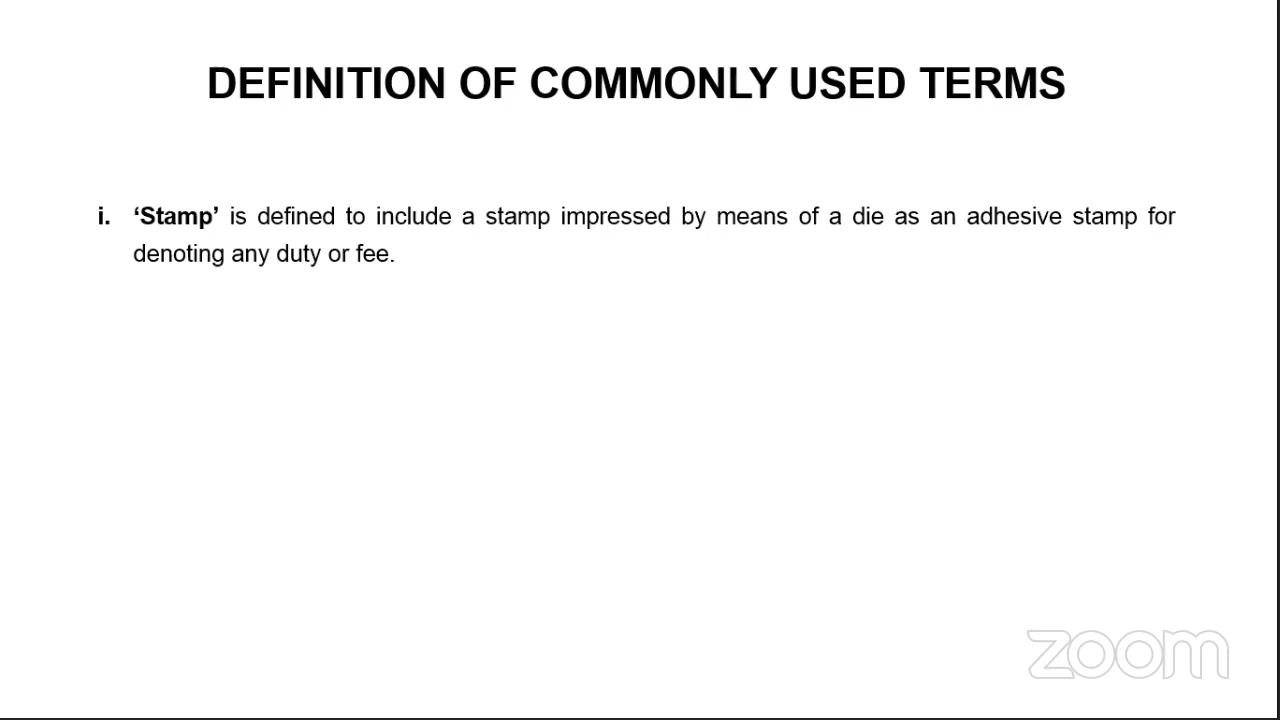 DEFINITION OF COMMONLY USED TERMS
i. ‘Stamp’ is defined to include a stamp impressed by means of a die as an adhesive stamp for
denoting any duty or fee.
zoom